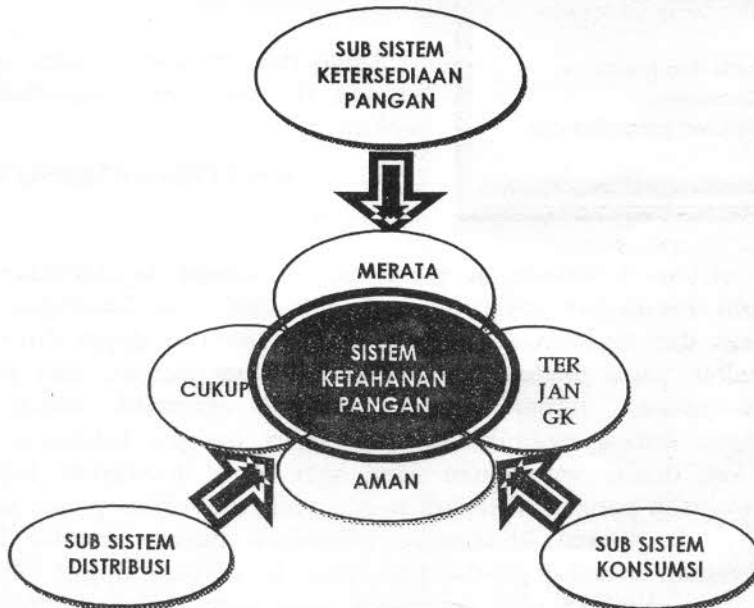 SUB SISTEM
KETERSEDIAAN
PANGAN
MERATA
SISTEM
KETAHANAN
PANGAN
CUKUP
TER
JAN
GK
AMAN
SUB SISTEM
DISTRIBUSI
SUB SISTEM
KONSUMSI